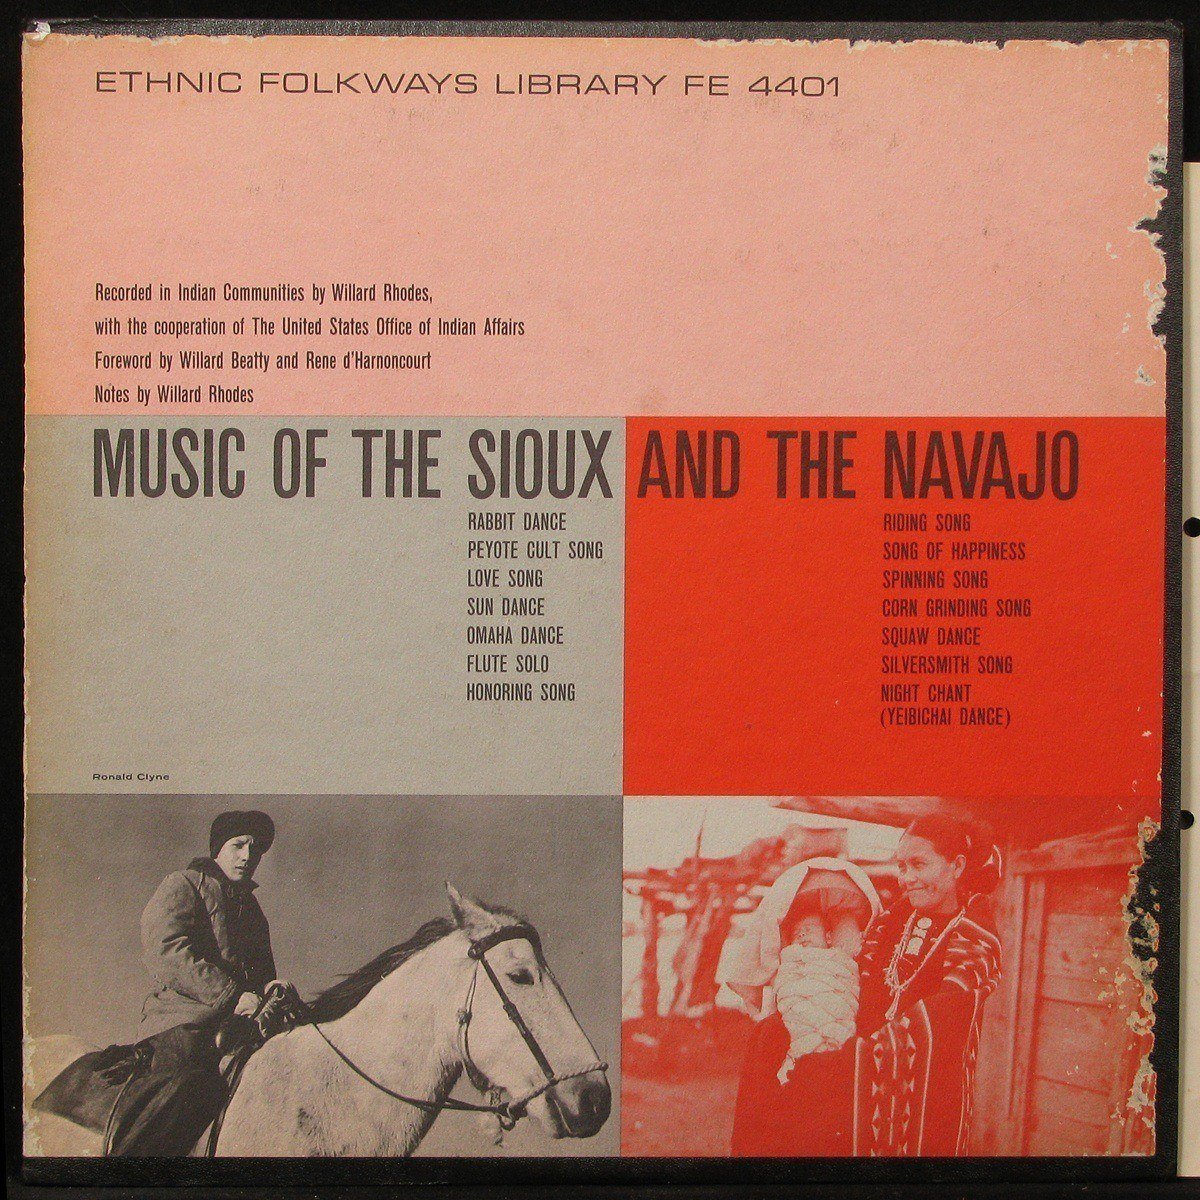 ETHNIC FOLKWAYS LIBRARY FE 4401
Recorded in Indian Communities by Willard Rhodes,
with the cooperation of The United States Office of Indian Affairs
Foreword by Willard Beatty and Rene d'Harnoncourt
Notes by Willard Rhodes
MUSIC OF THE SIOUX AND THE NAVAJO
RABBIT DANCE
PEYOTE CULT SONG
LOVE SONG
SUN DANCE
OMAHA DANCE
FLUTE SOLO
HONORING SONG
RIDING SONG
SONG OF HAPPINESS
SPINNING SONG
CORN GRINDING SONG
SQUAW DANCE
SILVERSMITH SONG
NIGHT CHANT
(YEIBICHAI DANCE)
Ronald Clyne